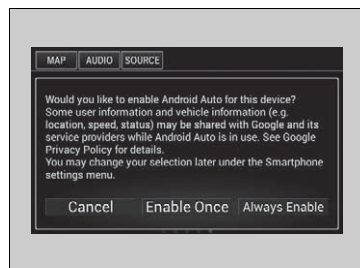 MAP AUDIO SOURCE
Would you like to enable Android Auto for this device?
Some user information and vehicle information (e.g.
location, speed, status) may be shared with Google and its
service providers while Android Auto is in use. See Google
Privacy Policy for details.
You may change your selection later under the Smartphone
settings menu.
Cancel Enable Once Always Enable